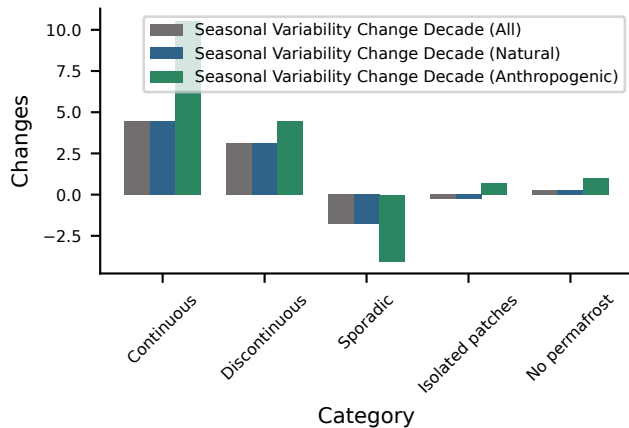 10.0
7.5
5.0
2.5
0.0
−2.5
Changes
Seasonal Variability Change Decade (All)
Seasonal Variability Change Decade (Natural)
Seasonal Variability Change Decade (Anthropogenic)
Continuous
Discontinuous
Sporadic
Isolated patches
No permafrost
Category